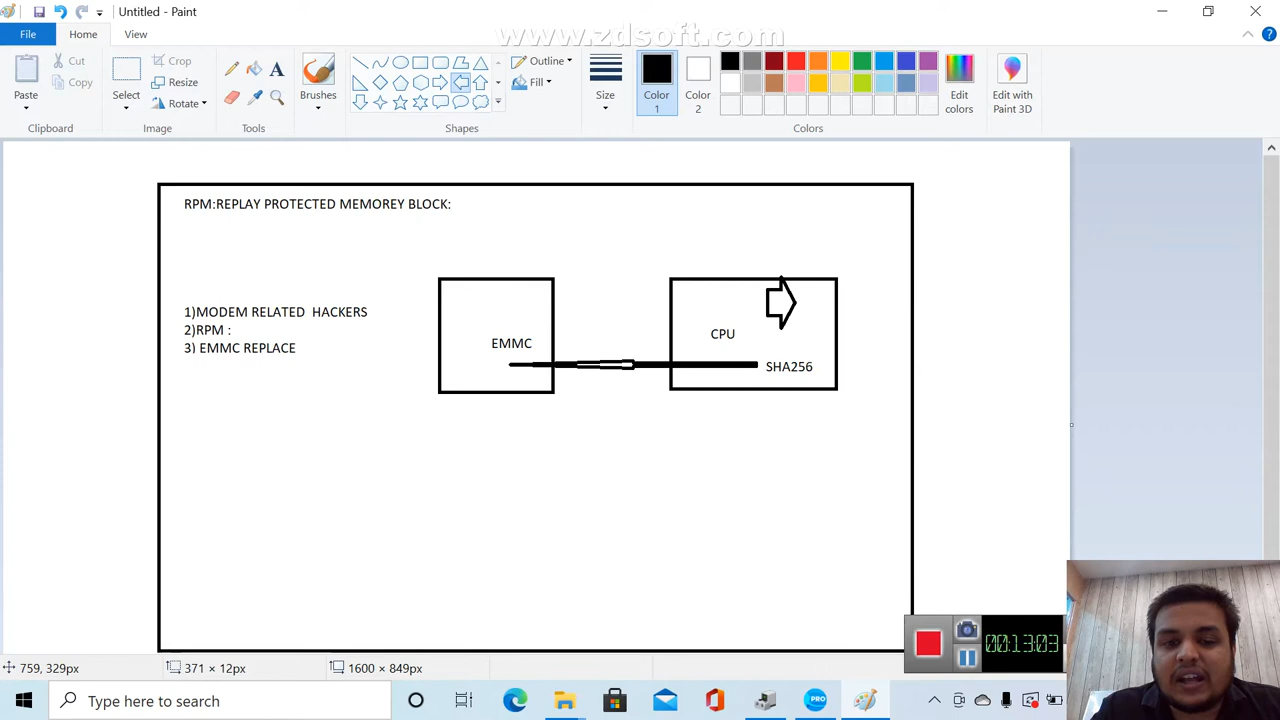 Untitled - Paint
www.zdsoft.com
File
Home
View
Paste
Cut
Copy
Clipboard
Select
Crop
Resize
Rotate
Image
Tools
Brushes
Outline
Fill
Shapes
Size
Color
1
Color
2
Edit
colors
Colors
Edit with
Paint 3D
RPM:REPLAY PROTECTED MEMOREY BLOCK:
1)MODEM RELATED HACKERS
2)RPM :
3) EMMC REPLACE
EMMC
CPU
SHA256
00:13:03
759, 329px
371 × 12px
1600 × 849px
Type here to search
PRO